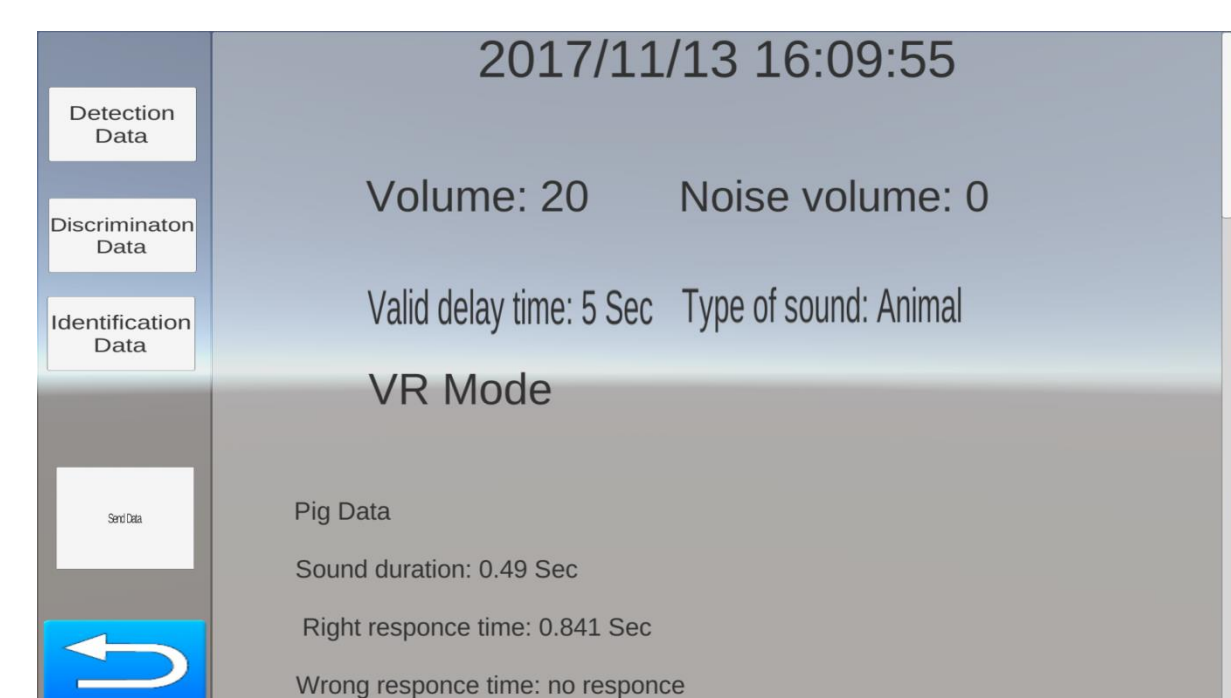 2017/11/13 16:09:55
Detection
Data
Volume: 20 Noise volume: 0
Discriminaton
Data
Valid delay time: 5 Sec Type of sound: Animal
Identification
Data
VR Mode
Send Data
Pig Data
Sound duration: 0.49 Sec
Right responce time: 0.841 Sec
Wrong responce time: no responce